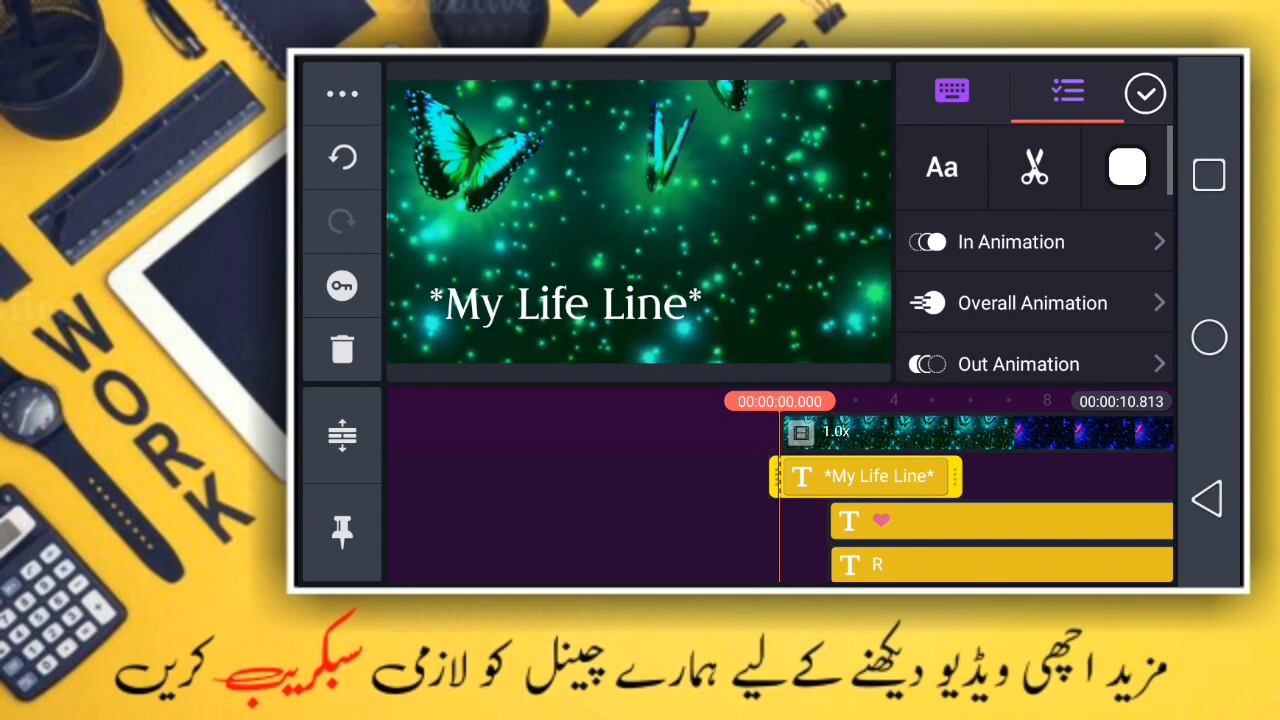 Aa
In Animation
*My Life Line*
Overall Animation
Out Animation
00:00:00.000
4
8
00:00:10.813
1.0x
T *My Life Line*
T
T R
WORK
مزید اچھی ویڈیو دیکھنے کے لیے ہمارے چینل کو لازمی سبکریب کریں